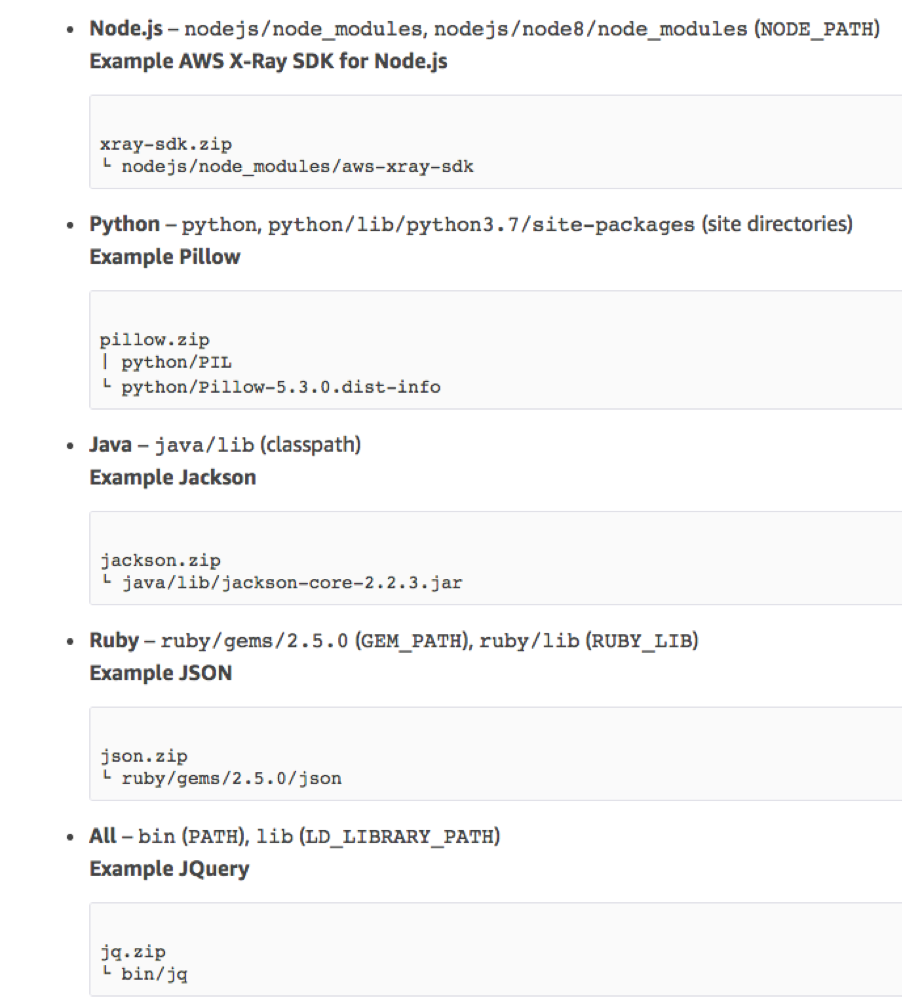 • Node.js – nodejs/node_modules, nodejs/node8/node_modules (NODE_PATH)
Example AWS X-Ray SDK for Node.js
xray-sdk.zip
└ nodejs/node_modules/aws-xray-sdk
• Python – python, python/lib/python3.7/site-packages (site directories)
Example Pillow
pillow.zip
│ python/PIL
└ python/Pillow-5.3.0.dist-info
• Java – java/lib (classpath)
Example Jackson
jackson.zip
└ java/lib/jackson-core-2.2.3.jar
• Ruby – ruby/gems/2.5.0 (GEM_PATH), ruby/lib (RUBY_LIB)
Example JSON
json.zip
└ ruby/gems/2.5.0/json
• All – bin (PATH), lib (LD_LIBRARY_PATH)
Example JQuery
jq.zip
└ bin/jq